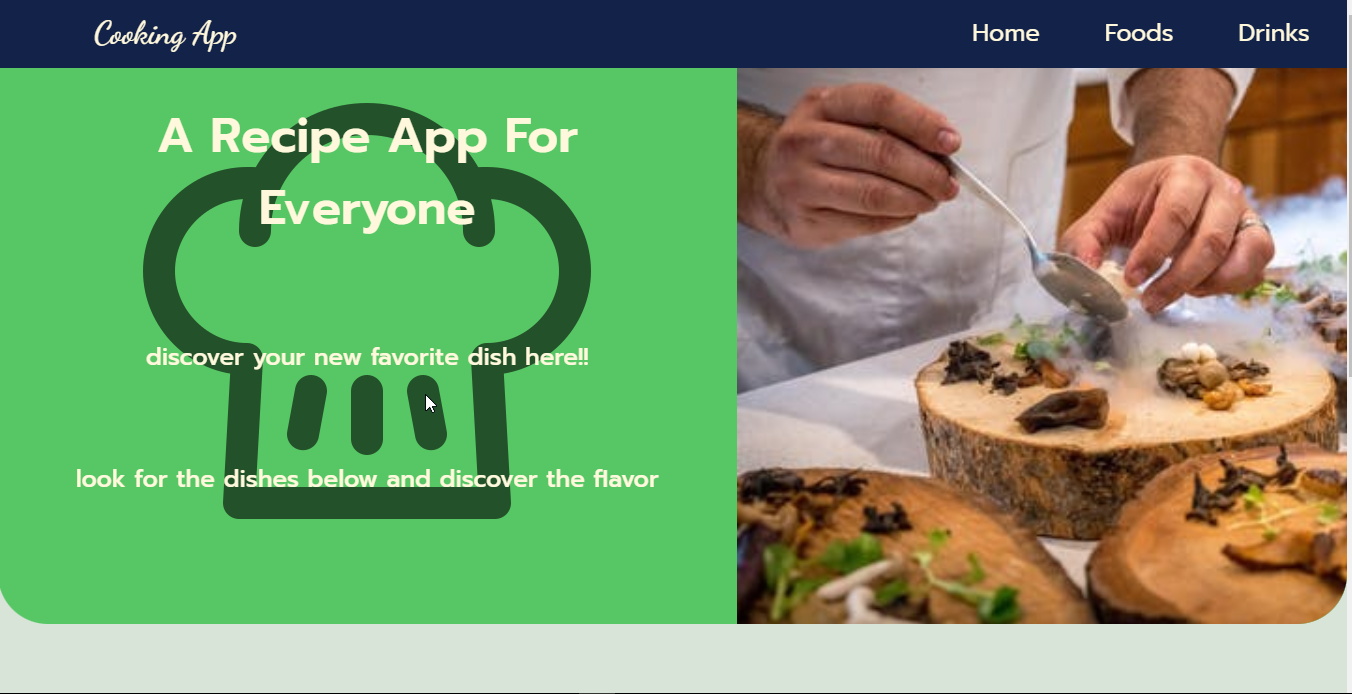 Cooking App
Home Foods Drinks
A Recipe App For
Everyone
discover your new favorite dish here!!
look for the dishes below and discover the flavor